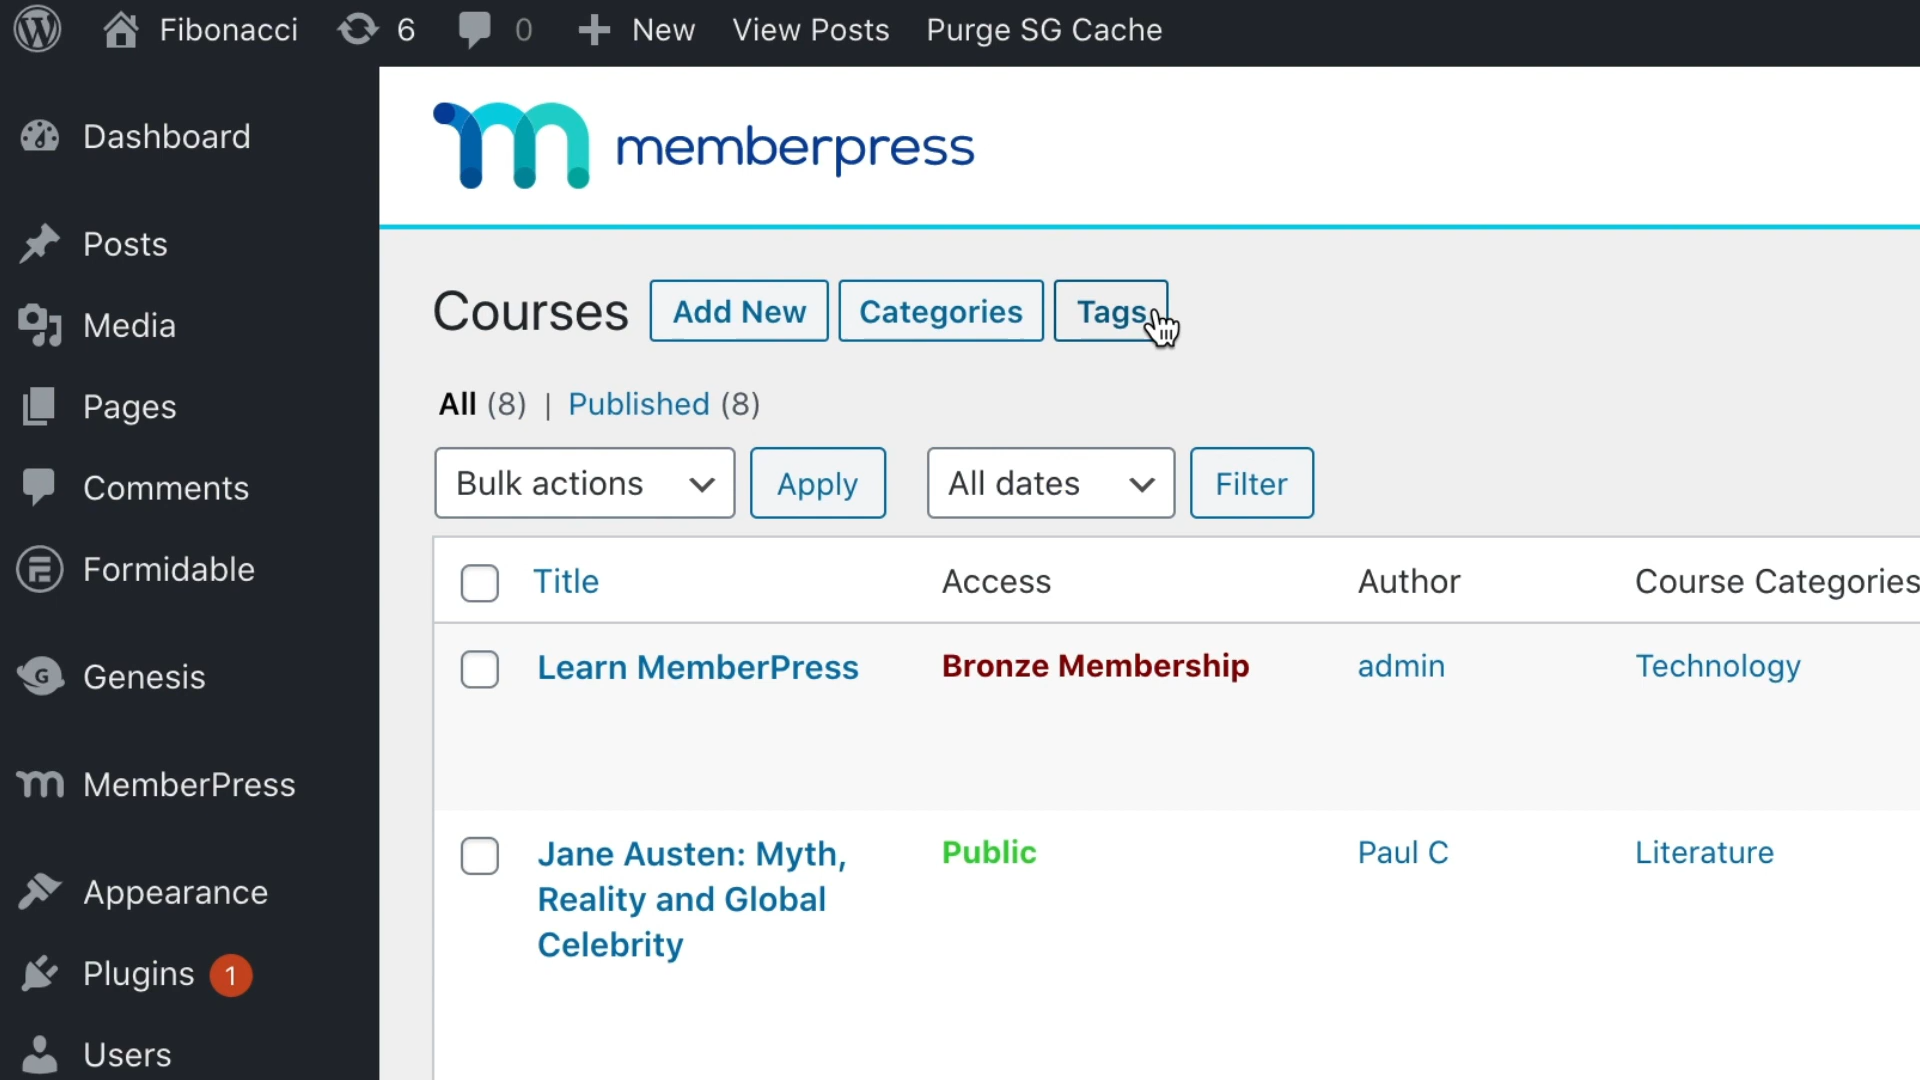 Fibonacci 6 0 New View Posts Purge SG Cache
Dashboard
Posts
Media
Pages
Comments
Formidable
Genesis
MemberPress
Appearance
Plugins 1
Users
memberpress
Courses Add New Categories Tags
All (8) | Published (8)
Bulk actions Apply All dates Filter
Title Access Author Course Categories
Learn MemberPress Bronze Membership admin Technology
Jane Austen: Myth, Public Paul C Literature
Reality and Global
Celebrity